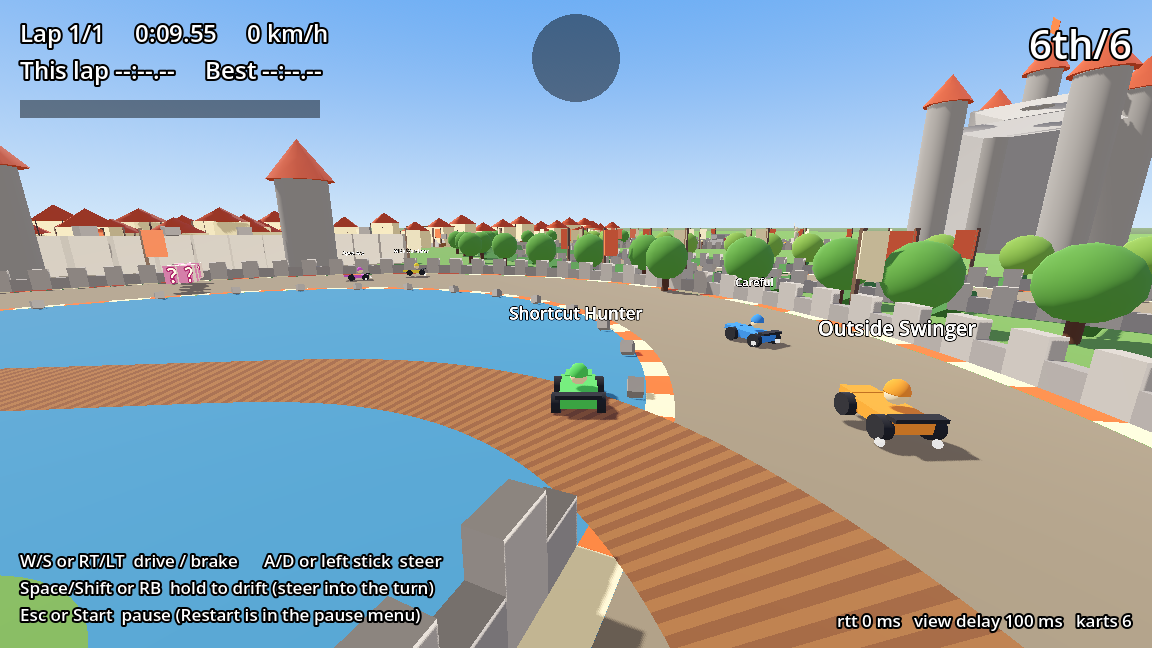 Lap 1/1 0:09.55 0 km/h
6th/6
This lap --:--.-- Best --:--.--
??
Careful
Shortcut Hunter
Outside Swinger
W/S or RT/LT drive / brake A/D or left stick steer
Space/Shift or RB hold to drift (steer into the turn)
Esc or Start pause (Restart is in the pause menu)
rtt 0 ms view delay 100 ms karts 6